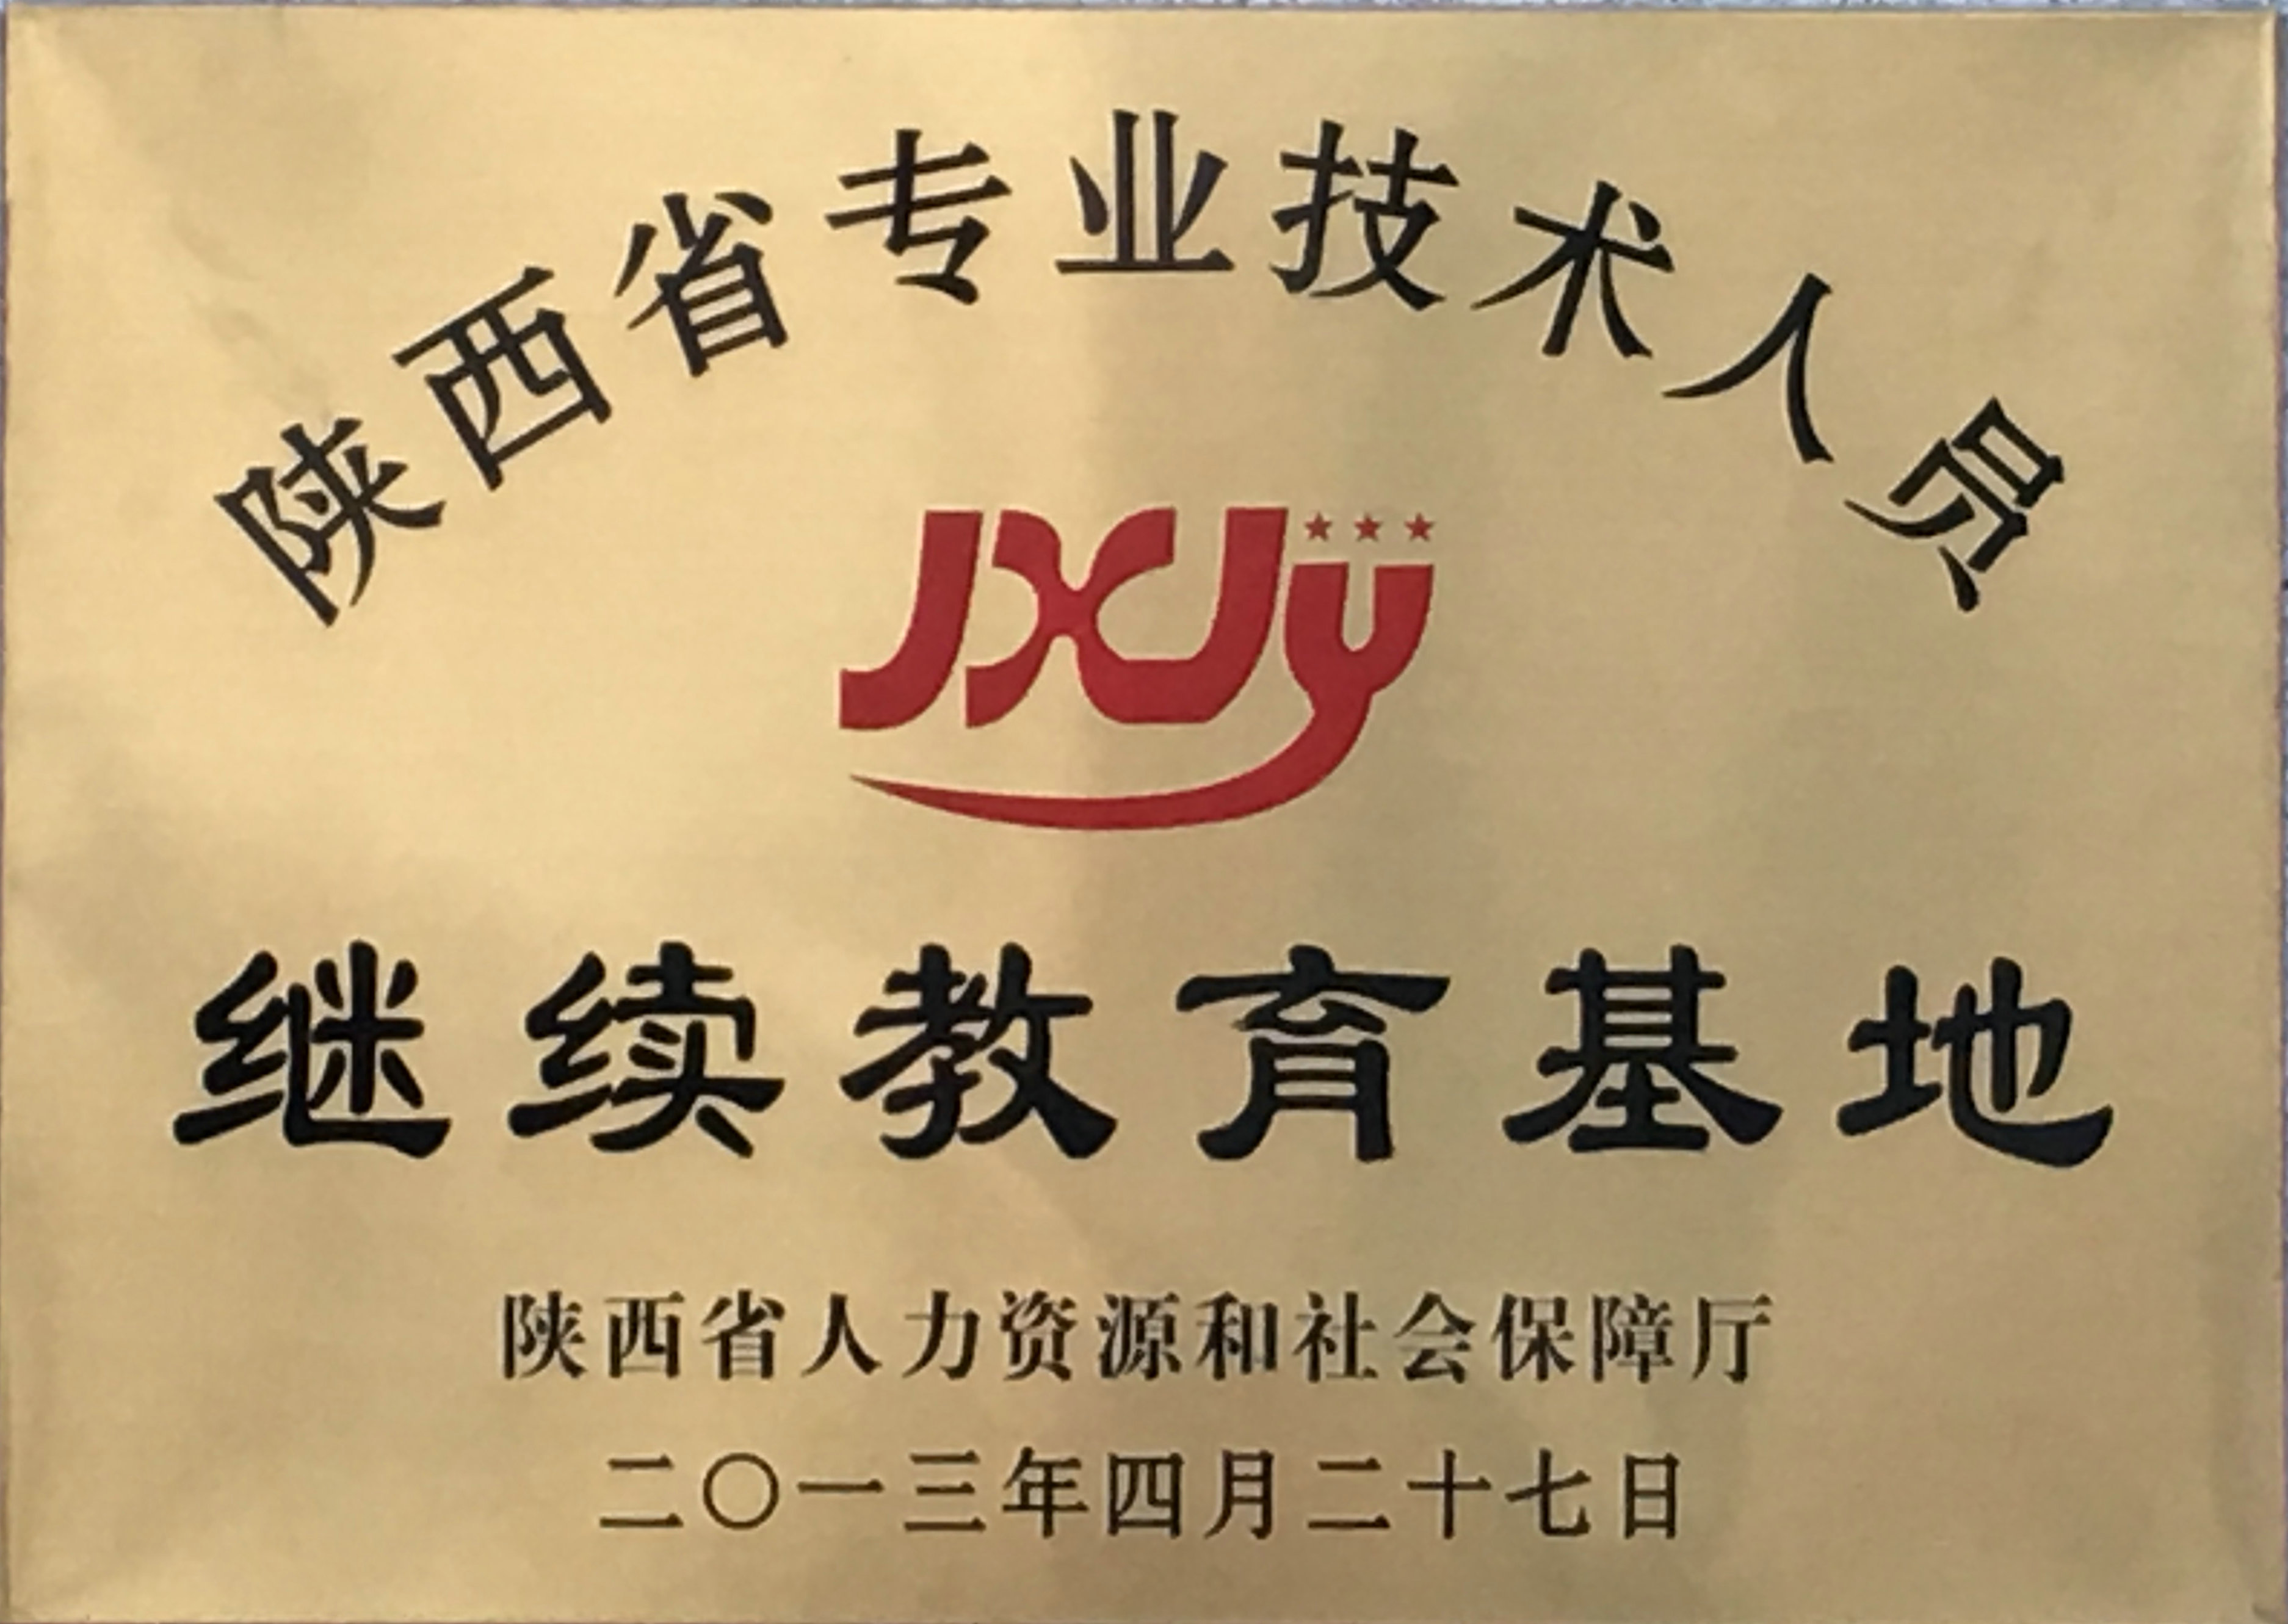 陕西省专业技术人员
JXJy
继续教育基地
陕西省人力资源和社会保障厅
二〇一三年四月二十七日